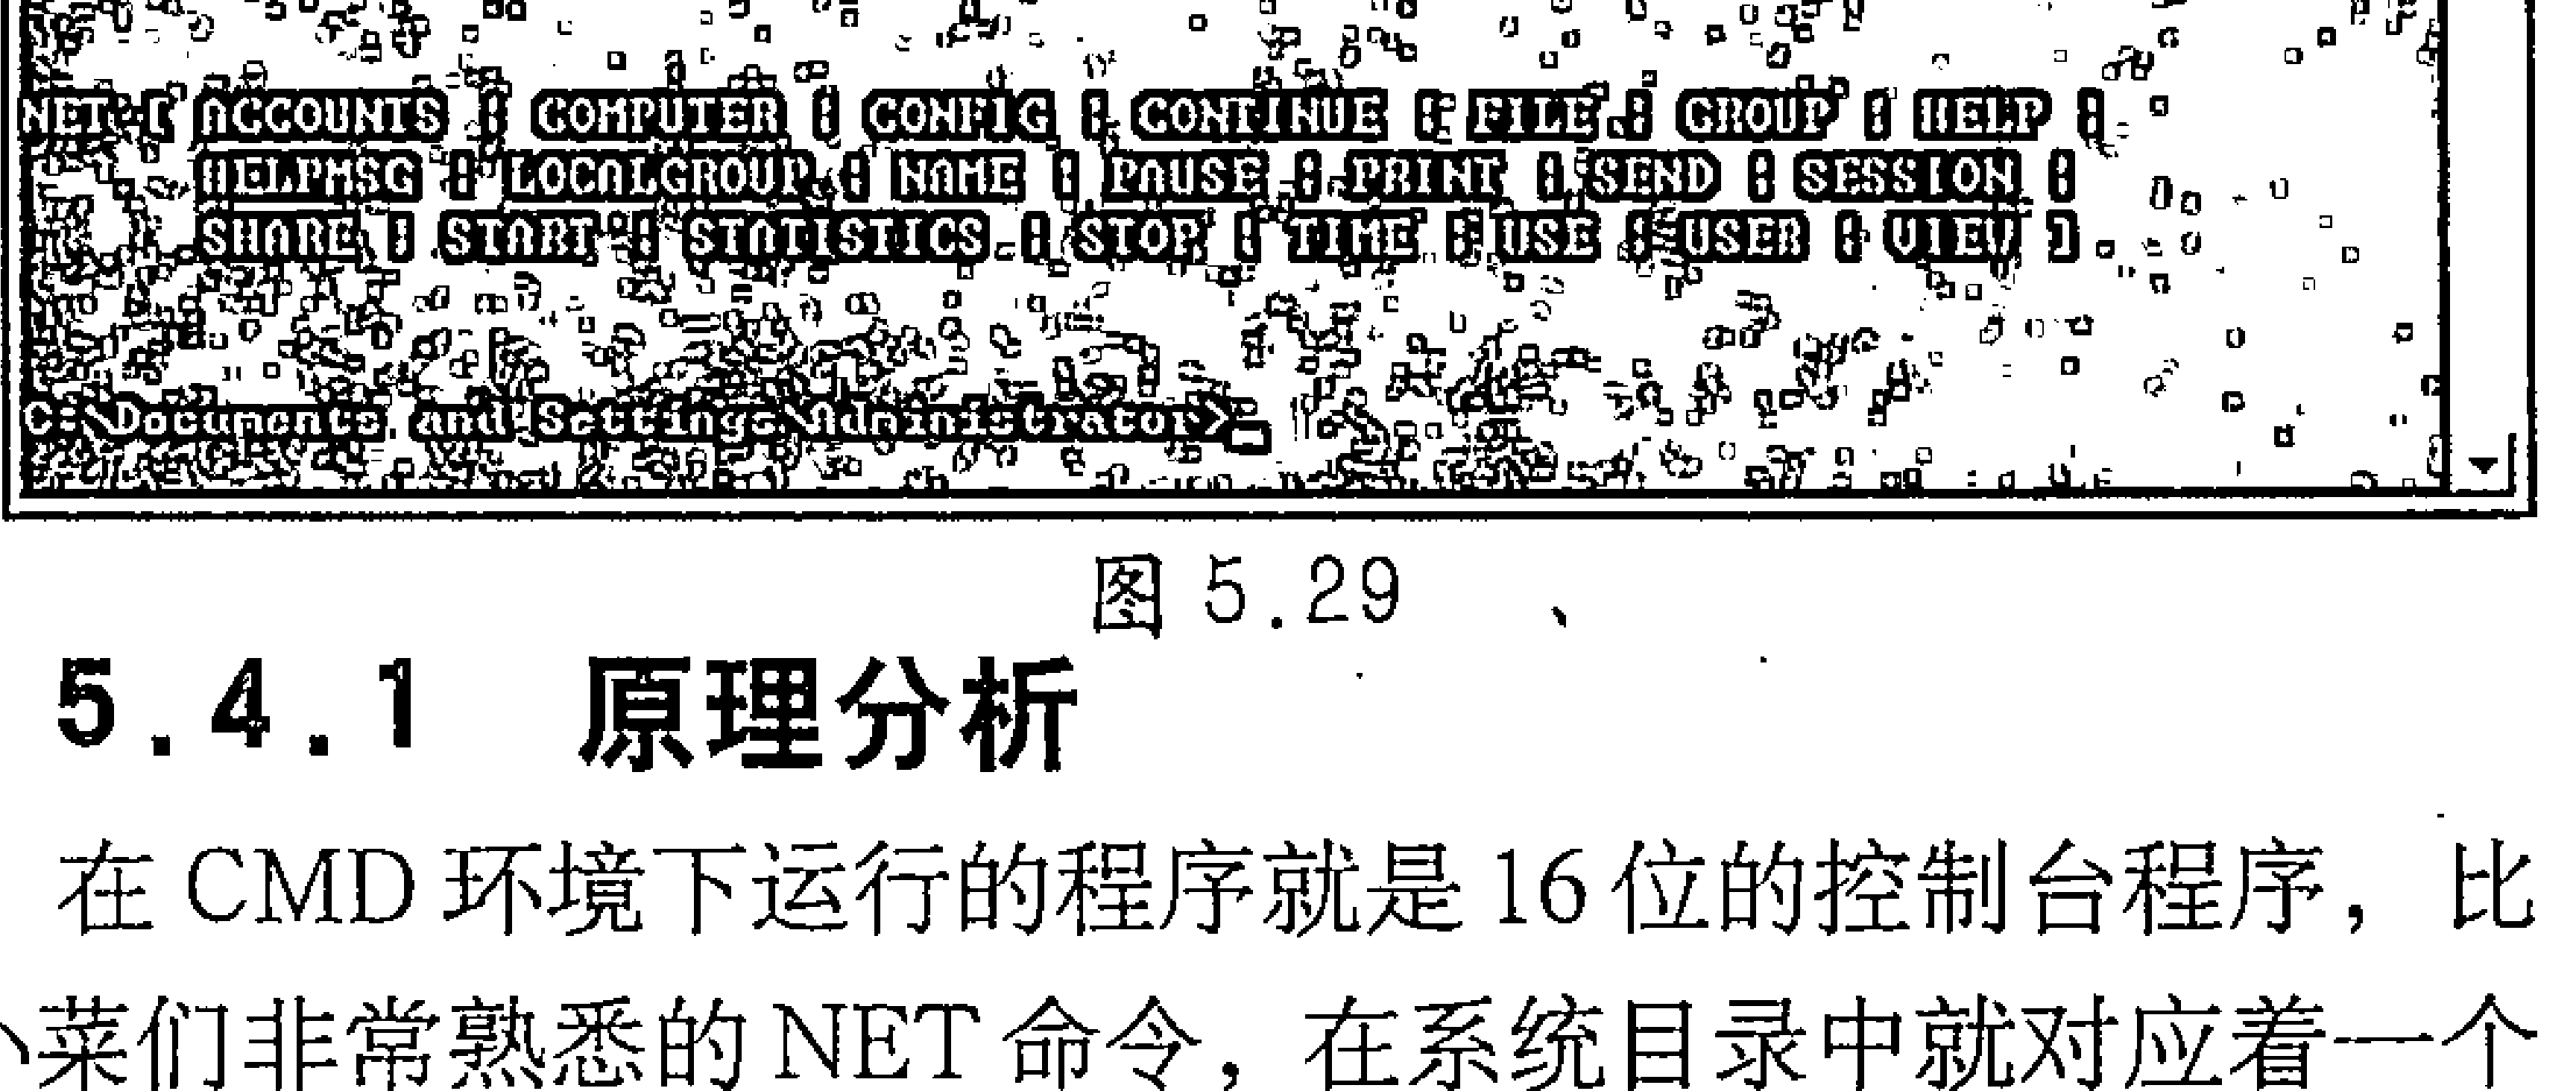 NET [ ACCOUNTS | COMPUTER | CONFIG | CONTINUE | FILE | GROUP | HELP |
HELPMSG | LOCALGROUP | NAME | PAUSE | PRINT | SEND | SESSION |
SHARE | START | STATISTICS | STOP | TIME | USE | USER | VIEW ]
C:\Documents and Settings\Administrator>_
图 5.29
5.4.1 原理分析
在 CMD 环境下运行的程序就是 16 位的控制台程序，比
菜们非常熟悉的 NET 命令，在系统目录中就对应着一个